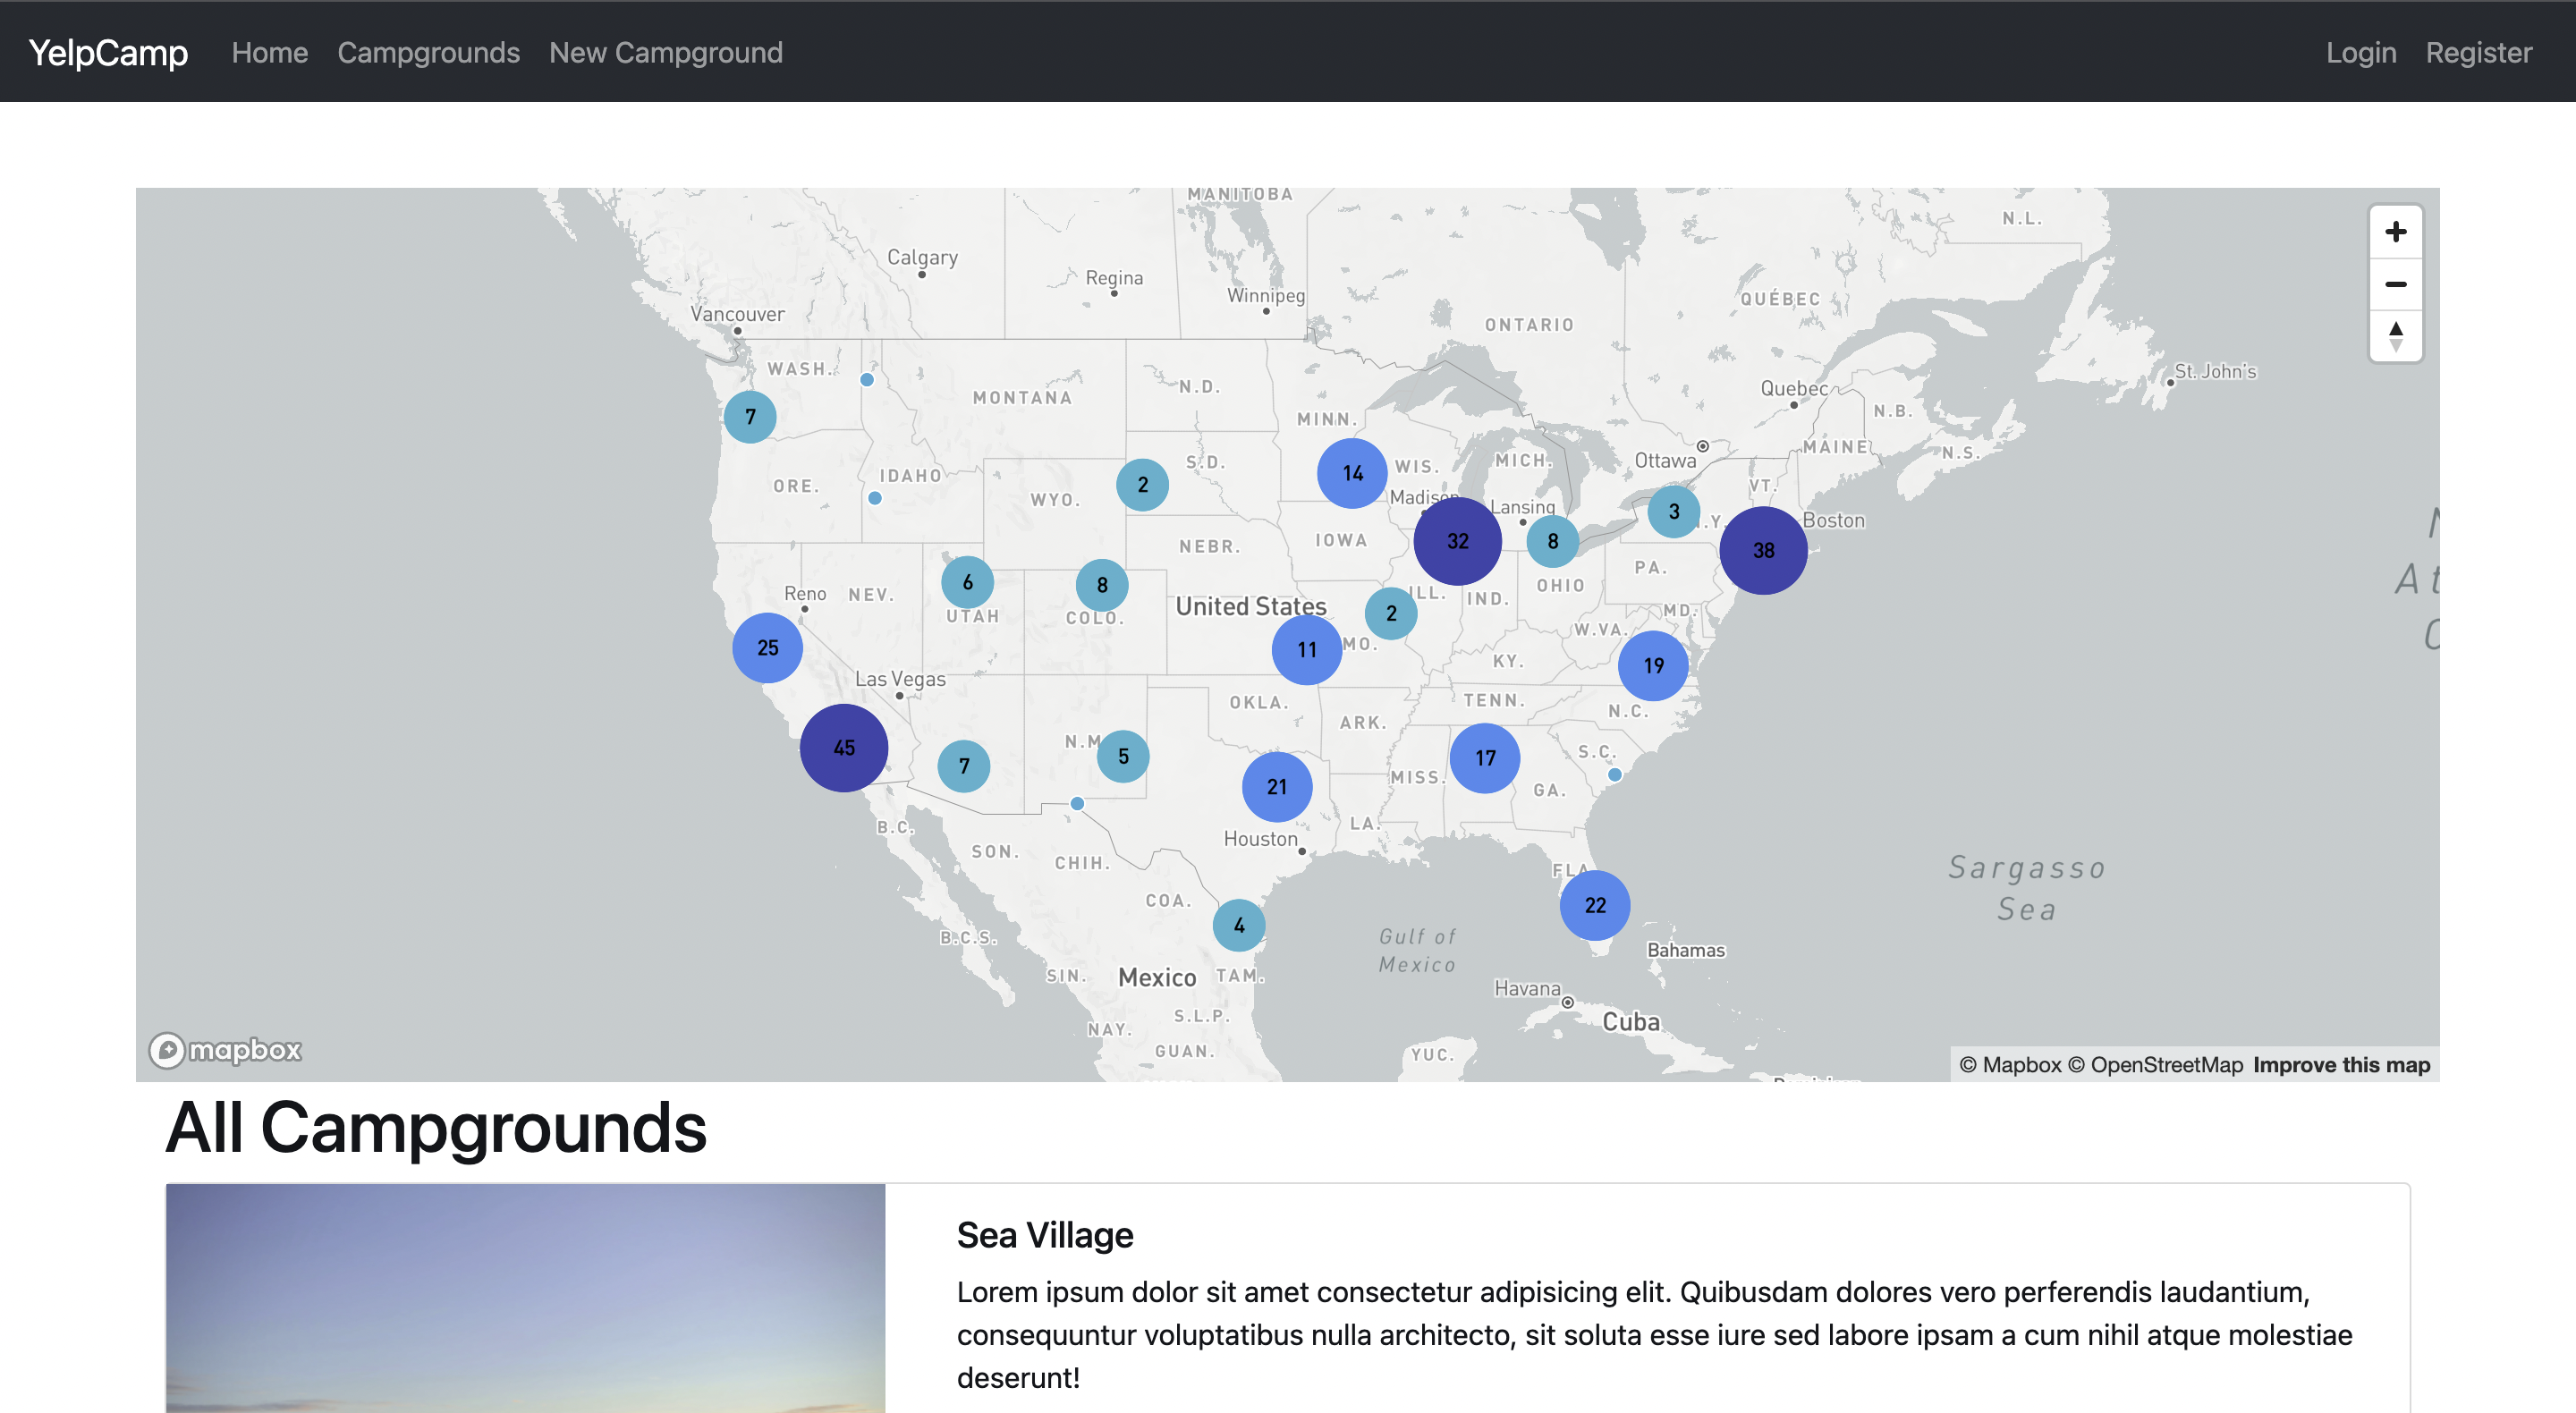 YelpCamp Home Campgrounds New Campground Login Register
MANITOBA
N.L.
Calgary
Regina
Winnipeg
QUÉBEC
Vancouver
ONTARIO
WASH.
MONTANA
N.D.
St. John's
Quebec
N.B.
7
MINN.
MAINE
Ottawa
N.S.
ORE.
IDAHO
WYO.
2
S.D.
14
WIS.
MICH.
VT.
Madison
Lansing
3
Boston
NEBR.
IOWA
32
8
38
6
8
PA.
OHIO
Reno
NEV.
UTAH
COLO.
United States
2
ILL.
IND.
MD.
25
11
MO.
W.VA.
KY.
19
Las Vegas
OKLA.
ARK.
TENN.
N.C.
45
7
N.M.
5
21
MISS.
17
S.C.
GA.
B.C.
SON.
CHIH.
Houston
LA.
FLA.
Sargasso
Sea
COA.
4
22
B.C.S.
Gulf of
Mexico
Bahamas
SIN.
Mexico
TAM.
Havana
NAY.
S.L.P.
Cuba
GUAN.
YUC.
mapbox
© Mapbox © OpenStreetMap Improve this map
All Campgrounds
Sea Village
Lorem ipsum dolor sit amet consectetur adipisicing elit. Quibusdam dolores vero perferendis laudantium,
consequuntur voluptatibus nulla architecto, sit soluta esse iure sed labore ipsam a cum nihil atque molestiae
deserunt!